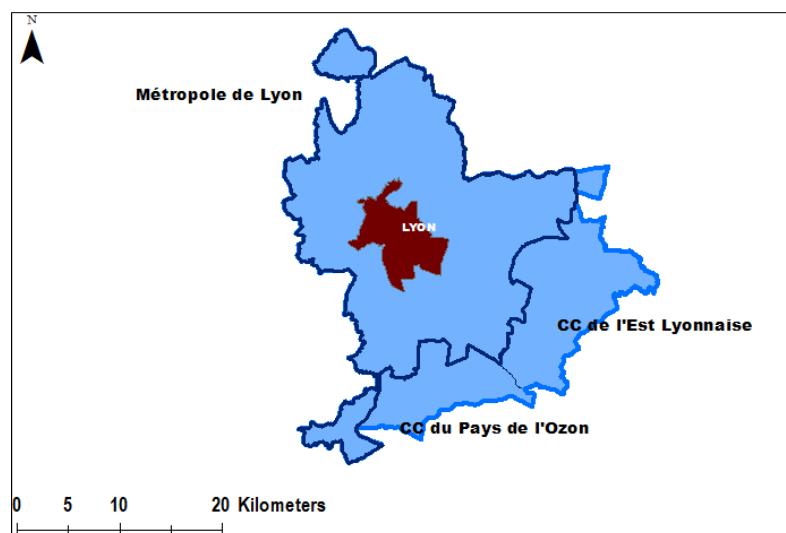 N
Métropole de Lyon
LYON
CC de l'Est Lyonnaise
CC du Pays de l'Ozon
0 5 10 20 Kilometers